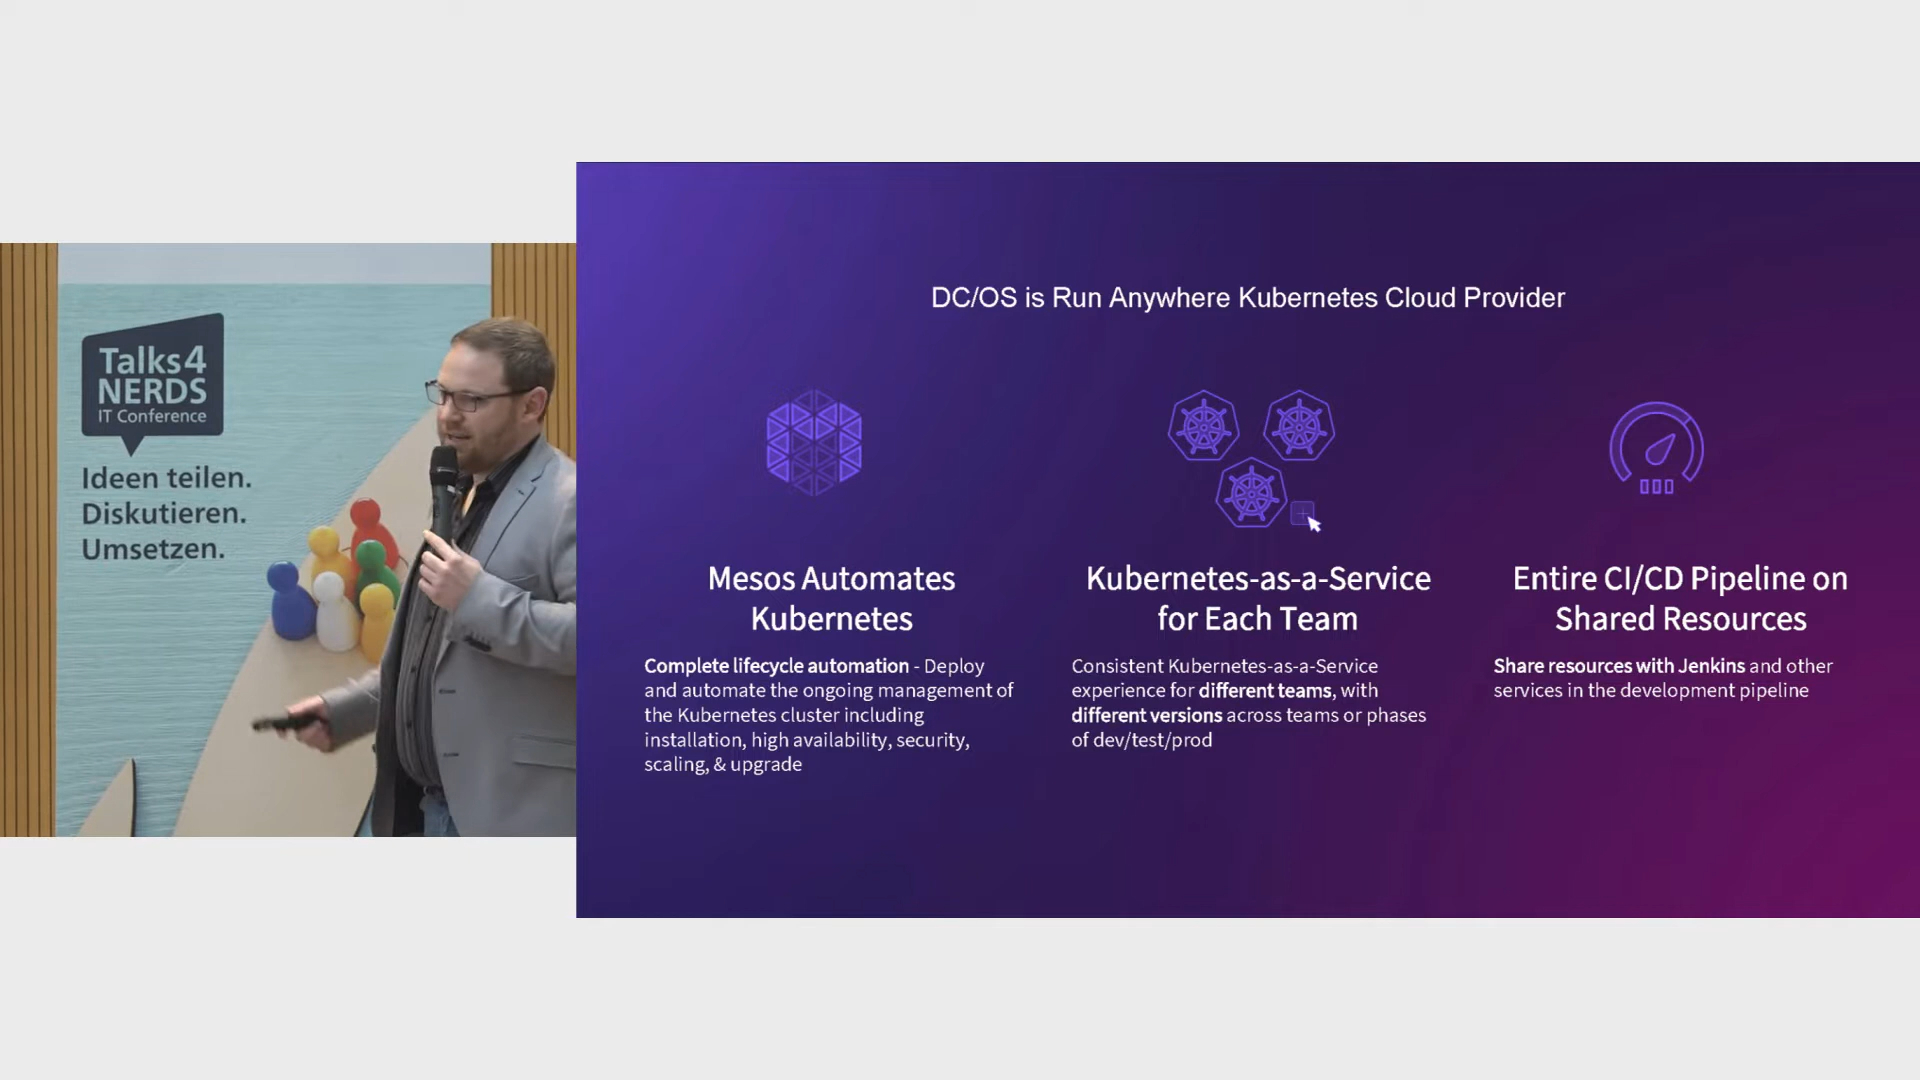 Talks4
NERDS
IT Conference
Ideen teilen.
Diskutieren.
Umsetzen.
DC/OS is Run Anywhere Kubernetes Cloud Provider
Mesos Automates
Kubernetes
Complete lifecycle automation - Deploy
and automate the ongoing management of
the Kubernetes cluster including
installation, high availability, security,
scaling, & upgrade
Kubernetes-as-a-Service
for Each Team
Consistent Kubernetes-as-a-Service
experience for different teams, with
different versions across teams or phases
of dev/test/prod
Entire CI/CD Pipeline on
Shared Resources
Share resources with Jenkins and other
services in the development pipeline